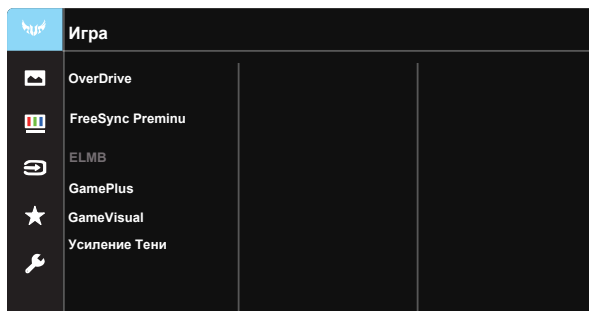 Игра
OverDrive
FreeSync Preminu
ELMB
GamePlus
GameVisual
Усиление Тени